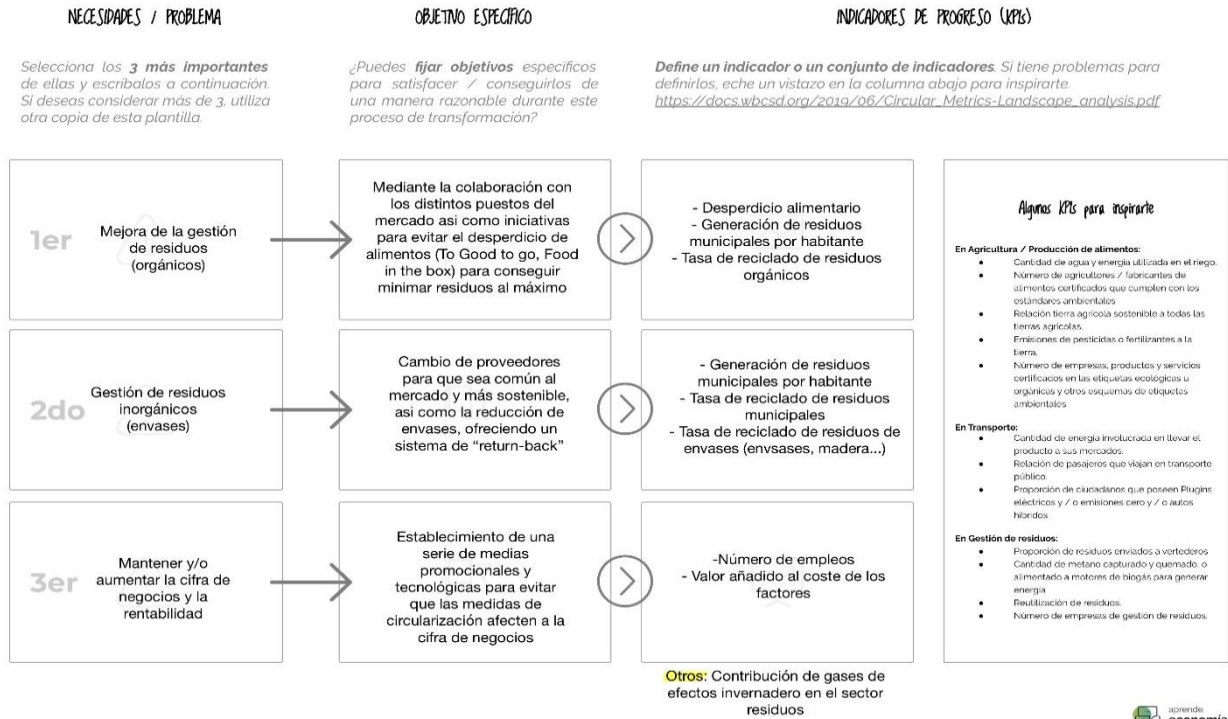 NECESIDADES / PROBLEMA
OBJETIVO ESPECÍFICO
INDICADORES DE PROGRESO (KPIs)
Selecciona los 3 más importantes
de ellas y escríbalos a continuación.
Si deseas considerar más de 3, utiliza
otra copia de esta plantilla.
¿Puedes fijar objetivos específicos
para satisfacer / conseguirlos de
una manera razonable durante este
proceso de transformación?
Define un indicador o un conjunto de indicadores. Si tiene problemas para
definirlos, eche un vistazo en la columna abajo para inspirarte.
https://docs.wbcsd.org/2019/06/Circular_Metrics-Landscape_analysis.pdf
1er
Mejora de la gestión
de residuos
(orgánicos)
Mediante la colaboración con
los distintos puestos del
mercado asi como iniciativas
para evitar el desperdicio de
alimentos (To Good to go, Food
in the box) para conseguir
minimar residuos al máximo
- Desperdicio alimentario
- Generación de residuos
municipales por habitante
- Tasa de reciclado de residuos
orgánicos
2do
Gestión de residuos
inorgánicos
(envases)
Cambio de proveedores
para que sea común al
mercado y más sostenible,
asi como la reducción de
envases, ofreciendo un
sistema de “return-back”
- Generación de residuos
municipales por habitante
- Tasa de reciclado de residuos
municipales
- Tasa de reciclado de residuos de
envases (envsases, madera...)
3er
Mantener y/o
aumentar la cifra de
negocios y la
rentabilidad
Establecimiento de una
serie de medias
promocionales y
tecnológicas para evitar
que las medidas de
circularización afecten a la
cifra de negocios
-Número de empleos
- Valor añadido al coste de los
factores
Otros: Contribución de gases de
efectos invernadero en el sector
residuos
Algunos KPIs para inspirarte
En Agricultura / Producción de alimentos:
• Cantidad de agua y energía utilizada en el riego.
• Número de agricultores / fabricantes de
alimentos certificados que cumplen con los
estándares ambientales
• Relación tierra agrícola sostenible a todas las
tierras agrícolas.
• Emisiones de pesticidas o fertilizantes a la
tierra.
• Número de empresas, productos y servicios
certificados en las etiquetas ecológicas u
orgánicas y otros esquemas de etiquetas
ambientales
En Transporte:
• Cantidad de energía involucrada en llevar el
producto a sus mercados.
• Relación de pasajeros que viajan en transporte
público.
• Proporción de ciudadanos que poseen Plugins
eléctricos y / o emisiones cero y / o autos
híbridos
En Gestión de residuos:
• Proporción de residuos enviados a vertederos
• Cantidad de metano capturado y quemado, o
alimentado a motores de biogás para generar
energía
• Reutilización de residuos.
• Número de empresas de gestión de residuos.
aprende.